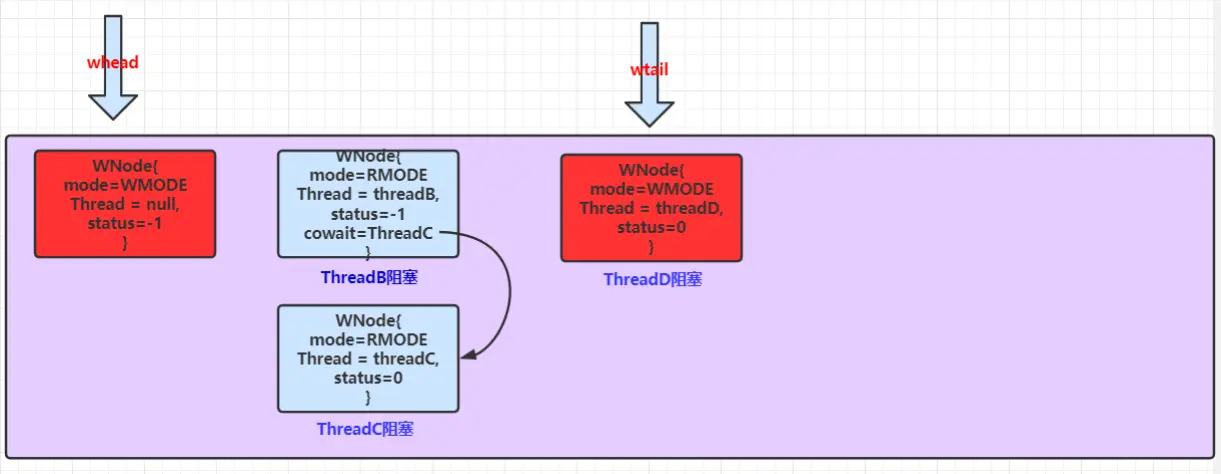 whead
wtail
WNode{
mode=WMODE
Thread = null,
status=-1
}
WNode{
mode=RMODE
Thread = threadB,
status=-1
cowait=ThreadC
}
ThreadB阻塞
WNode{
mode=RMODE
Thread = threadC,
status=0
}
ThreadC阻塞
WNode{
mode=WMODE
Thread = threadD,
status=0
}
ThreadD阻塞